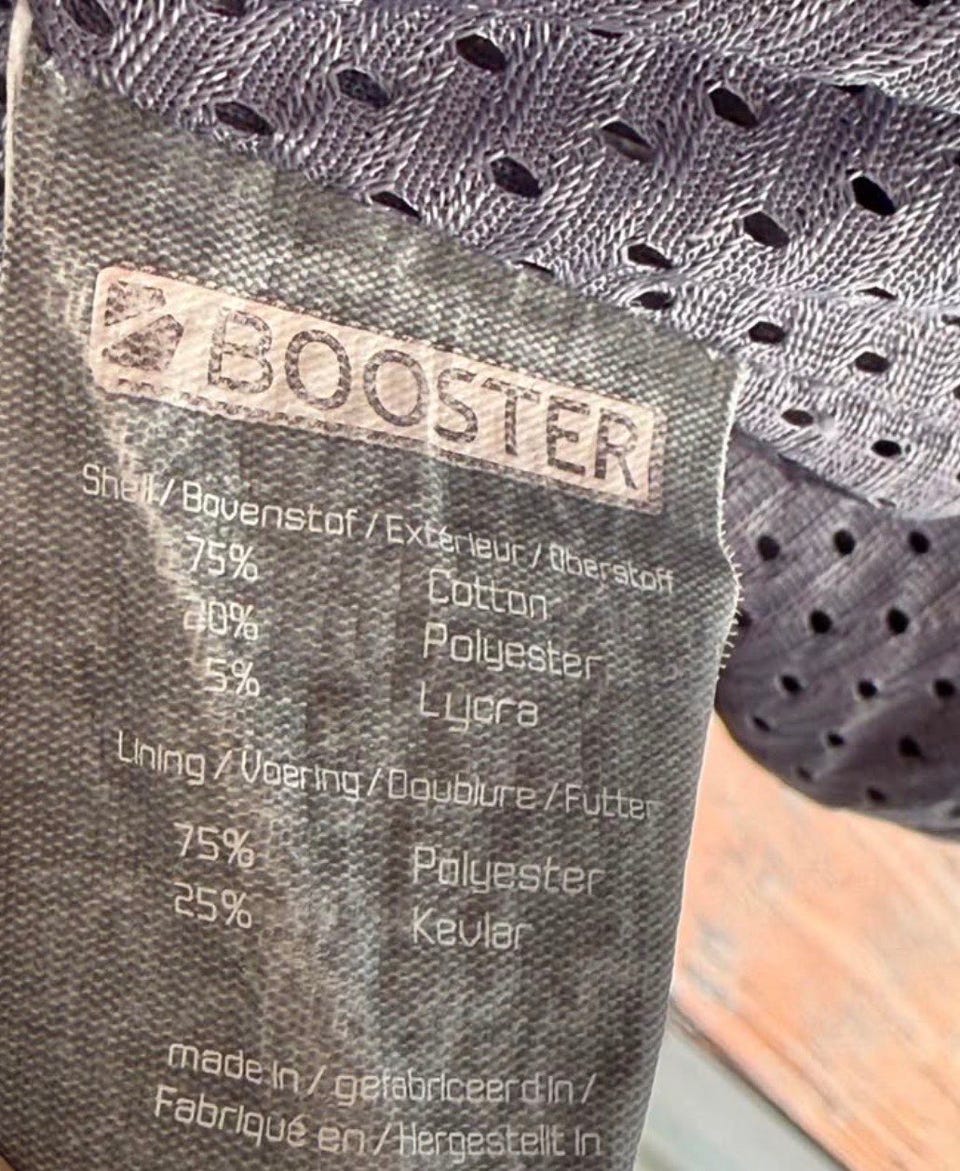 BOOSTER
Shell / Bovenstof / Extérieur / Oberstoff
75% Cotton
20% Polyester
5% Lycra
Lining / Voering / Doublure / Futter
75% Polyester
25% Kevlar
made in / gefabriceerd in /
Fabriqué en / Hergestellt in